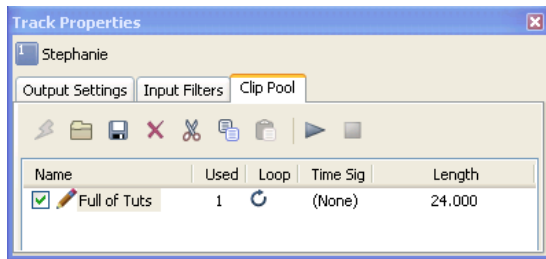 Track Properties
1 Stephanie
Output Settings Input Filters Clip Pool
Name Used Loop Time Sig Length
Full of Tuts 1 (None) 24.000